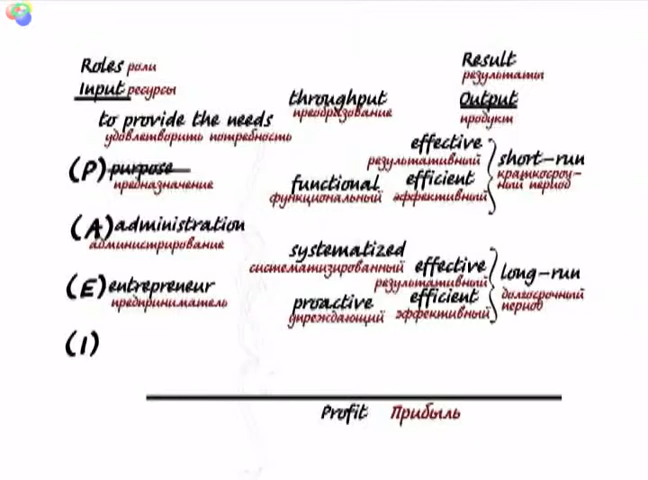 Roles роли
Input ресурсы
to provide the needs
удовлетворить потребность
(P) purpose
предназначение
(A) administration
администрирование
(E) entrepreneur
предприниматель
(I)
throughput
преобразование
functional
функциональный
systematized
систематизированный
proactive
упреждающий
Result
результаты
Output
продукт
effective
результативный
efficient
эффективный
short-run
краткосроч-
ный период
effective
результативный
efficient
эффективный
long-run
долгосрочный
период
Profit Прибыль